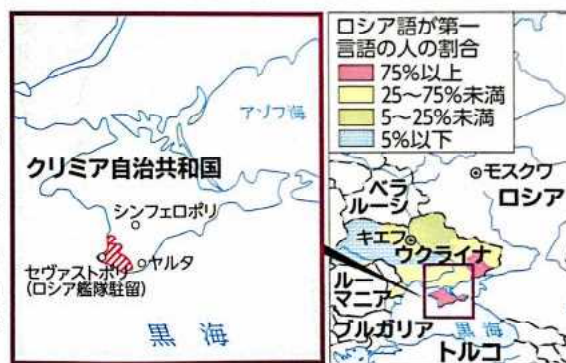 アゾフ海
クリミア自治共和国
シンフェロポリ
ヤルタ
セヴァストポリ
(ロシア艦隊駐留)
黒海
ロシア語が第一
言語の人の割合
75%以上
25〜75%未満
5〜25%未満
5%以下
モスクワ
ロシア
ベラ
ルーシ
キエフ
ウクライナ
ルー
マニア
ブルガリア
黒海
トルコ